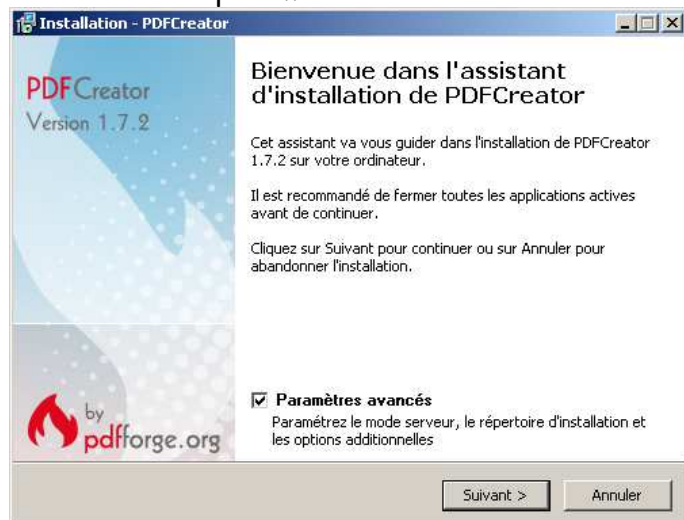 Installation - PDFCreator
PDFCreator
Version 1.7.2
Bienvenue dans l'assistant
d'installation de PDFCreator
Cet assistant va vous guider dans l'installation de PDFCreator
1.7.2 sur votre ordinateur.
Il est recommandé de fermer toutes les applications actives
avant de continuer.
Cliquez sur Suivant pour continuer ou sur Annuler pour
abandonner l'installation.
Paramètres avancés
Paramétrez le mode serveur, le répertoire d'installation et
les options additionnelles
by
pdfforge.org
Suivant >
Annuler